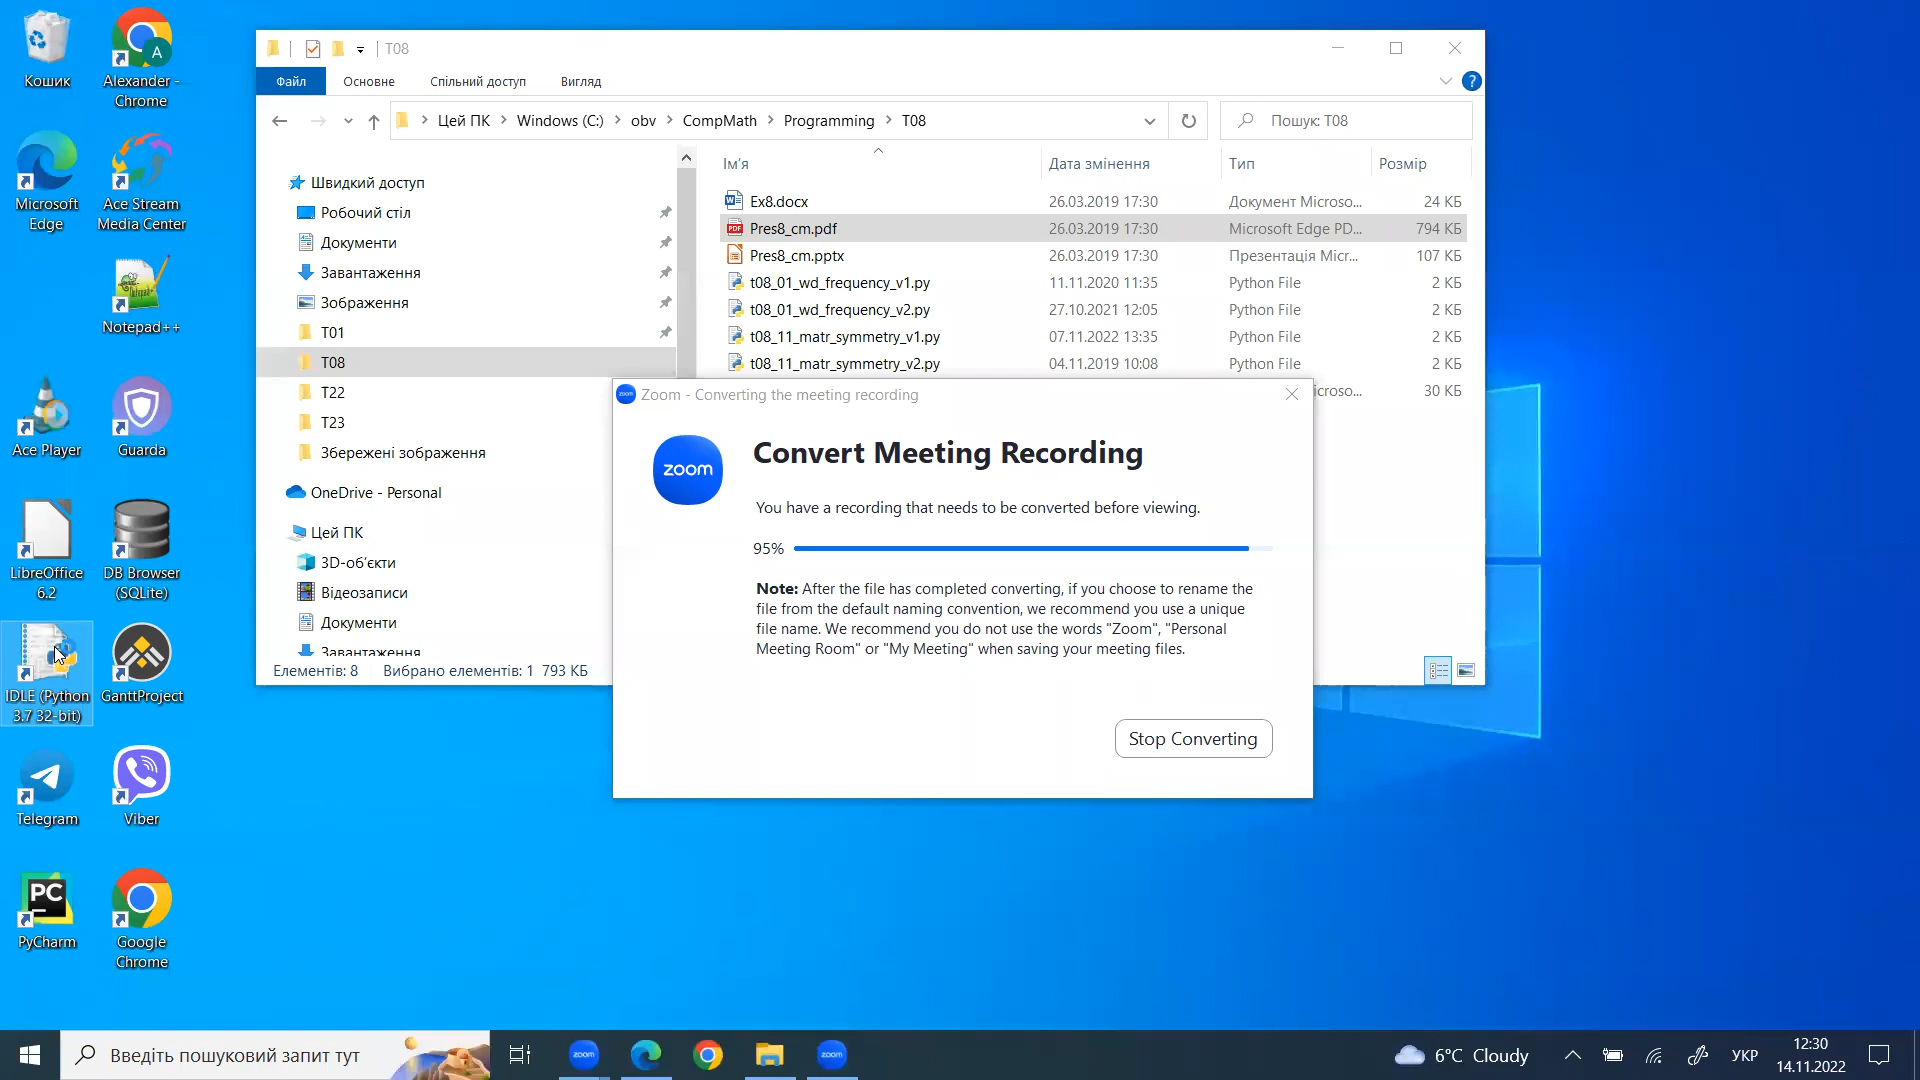 Кошик
Alexander -
Chrome
Microsoft
Edge
Ace Stream
Media Center
Notepad++
Ace Player
Guarda
LibreOffice
6.2
DB Browser
(SQLite)
IDLE (Python
3.7 32-bit)
GanttProject
Telegram
Viber
PyCharm
Google
Chrome
T08
Файл
Основне
Спільний доступ
Вигляд
Цей ПК
Windows (C:)
obv
CompMath
Programming
T08
Пошук: T08
Швидкий доступ
Робочий стіл
Документи
Завантаження
Зображення
T01
T08
T22
T23
Збережені зображення
OneDrive - Personal
Цей ПК
3D-об'єкти
Відеозаписи
Документи
Завантаження
Ім'я Дата змінення Тип Розмір
Ex8.docx 26.03.2019 17:30 Документ Microso... 24 КБ
Pres8_cm.pdf 26.03.2019 17:30 Microsoft Edge PD... 794 КБ
Pres8_cm.pptx 26.03.2019 17:30 Презентація Micr... 107 КБ
t08_01_wd_frequency_v1.py 11.11.2020 11:35 Python File 2 КБ
t08_01_wd_frequency_v2.py 27.10.2021 12:05 Python File 2 КБ
t08_11_matr_symmetry_v1.py 07.11.2022 13:35 Python File 2 КБ
t08_11_matr_symmetry_v2.py 04.11.2019 10:08 Python File 2 КБ
icroso... 30 КБ
Елементів: 8 Вибрано елементів: 1 793 КБ
zoom
Zoom - Converting the meeting recording
zoom
Convert Meeting Recording
You have a recording that needs to be converted before viewing.
95%
Note: After the file has completed converting, if you choose to rename the
file from the default naming convention, we recommend you use a unique
file name. We recommend you do not use the words "Zoom", "Personal
Meeting Room" or "My Meeting" when saving your meeting files.
Stop Converting
Введіть пошуковий запит тут
zoom
zoom
6°C Cloudy
УКР
12:30
14.11.2022